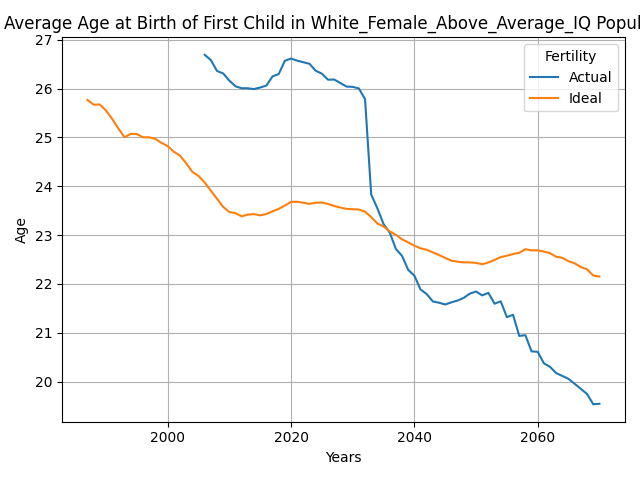 Average Age at Birth of First Child in White_Female_Above_Average_IQ Popul
27
26
25
24
23
22
21
20
Age
Fertility
Actual
Ideal
2000 2020 2040 2060
Years